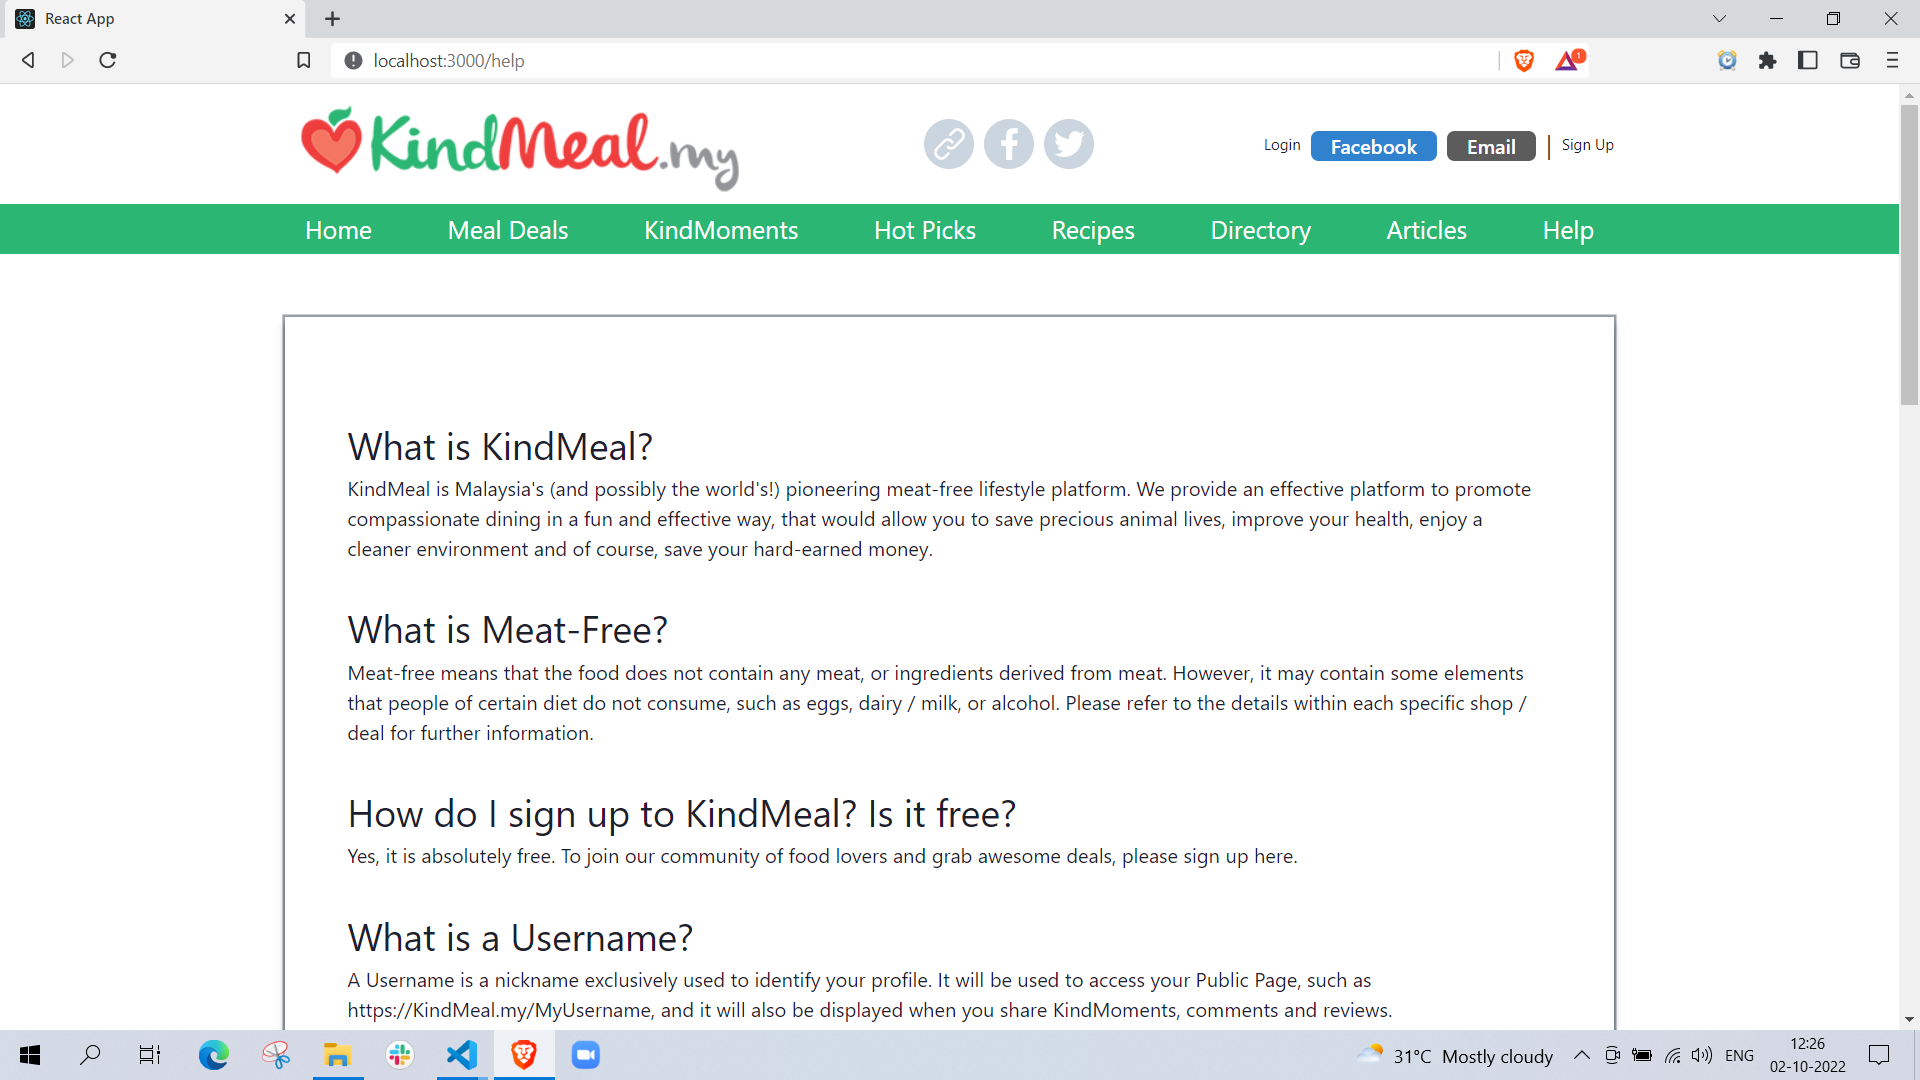 React App
localhost:3000/help
1
KindMeal.my
Login Facebook Email | Sign Up
Home Meal Deals KindMoments Hot Picks Recipes Directory Articles Help
What is KindMeal?
KindMeal is Malaysia's (and possibly the world's!) pioneering meat-free lifestyle platform. We provide an effective platform to promote
compassionate dining in a fun and effective way, that would allow you to save precious animal lives, improve your health, enjoy a
cleaner environment and of course, save your hard-earned money.
What is Meat-Free?
Meat-free means that the food does not contain any meat, or ingredients derived from meat. However, it may contain some elements
that people of certain diet do not consume, such as eggs, dairy / milk, or alcohol. Please refer to the details within each specific shop /
deal for further information.
How do I sign up to KindMeal? Is it free?
Yes, it is absolutely free. To join our community of food lovers and grab awesome deals, please sign up here.
What is a Username?
A Username is a nickname exclusively used to identify your profile. It will be used to access your Public Page, such as
https://KindMeal.my/MyUsername, and it will also be displayed when you share KindMoments, comments and reviews.
31°C Mostly cloudy ENG 12:26
02-10-2022